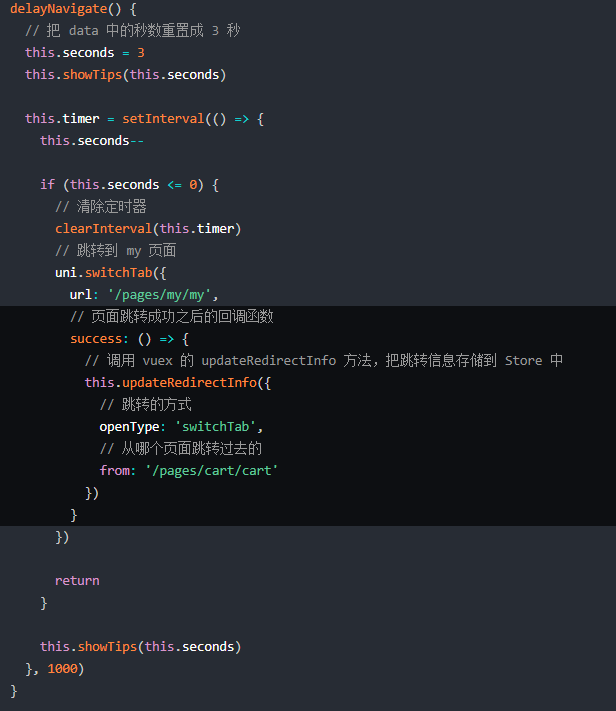 delayNavigate() {
// 把 data 中的秒数重置成 3 秒
this.seconds = 3
this.showTips(this.seconds)
this.timer = setInterval(() => {
this.seconds--
if (this.seconds <= 0) {
// 清除定时器
clearInterval(this.timer)
// 跳转到 my 页面
uni.switchTab({
url: '/pages/my/my',
// 页面跳转成功之后的回调函数
success: () => {
// 调用 vuex 的 updateRedirectInfo 方法，把跳转信息存储到 Store 中
this.updateRedirectInfo({
// 跳转的方式
openType: 'switchTab',
// 从哪个页面跳转过去的
from: '/pages/cart/cart'
})
}
})
return
}
this.showTips(this.seconds)
}, 1000)
}